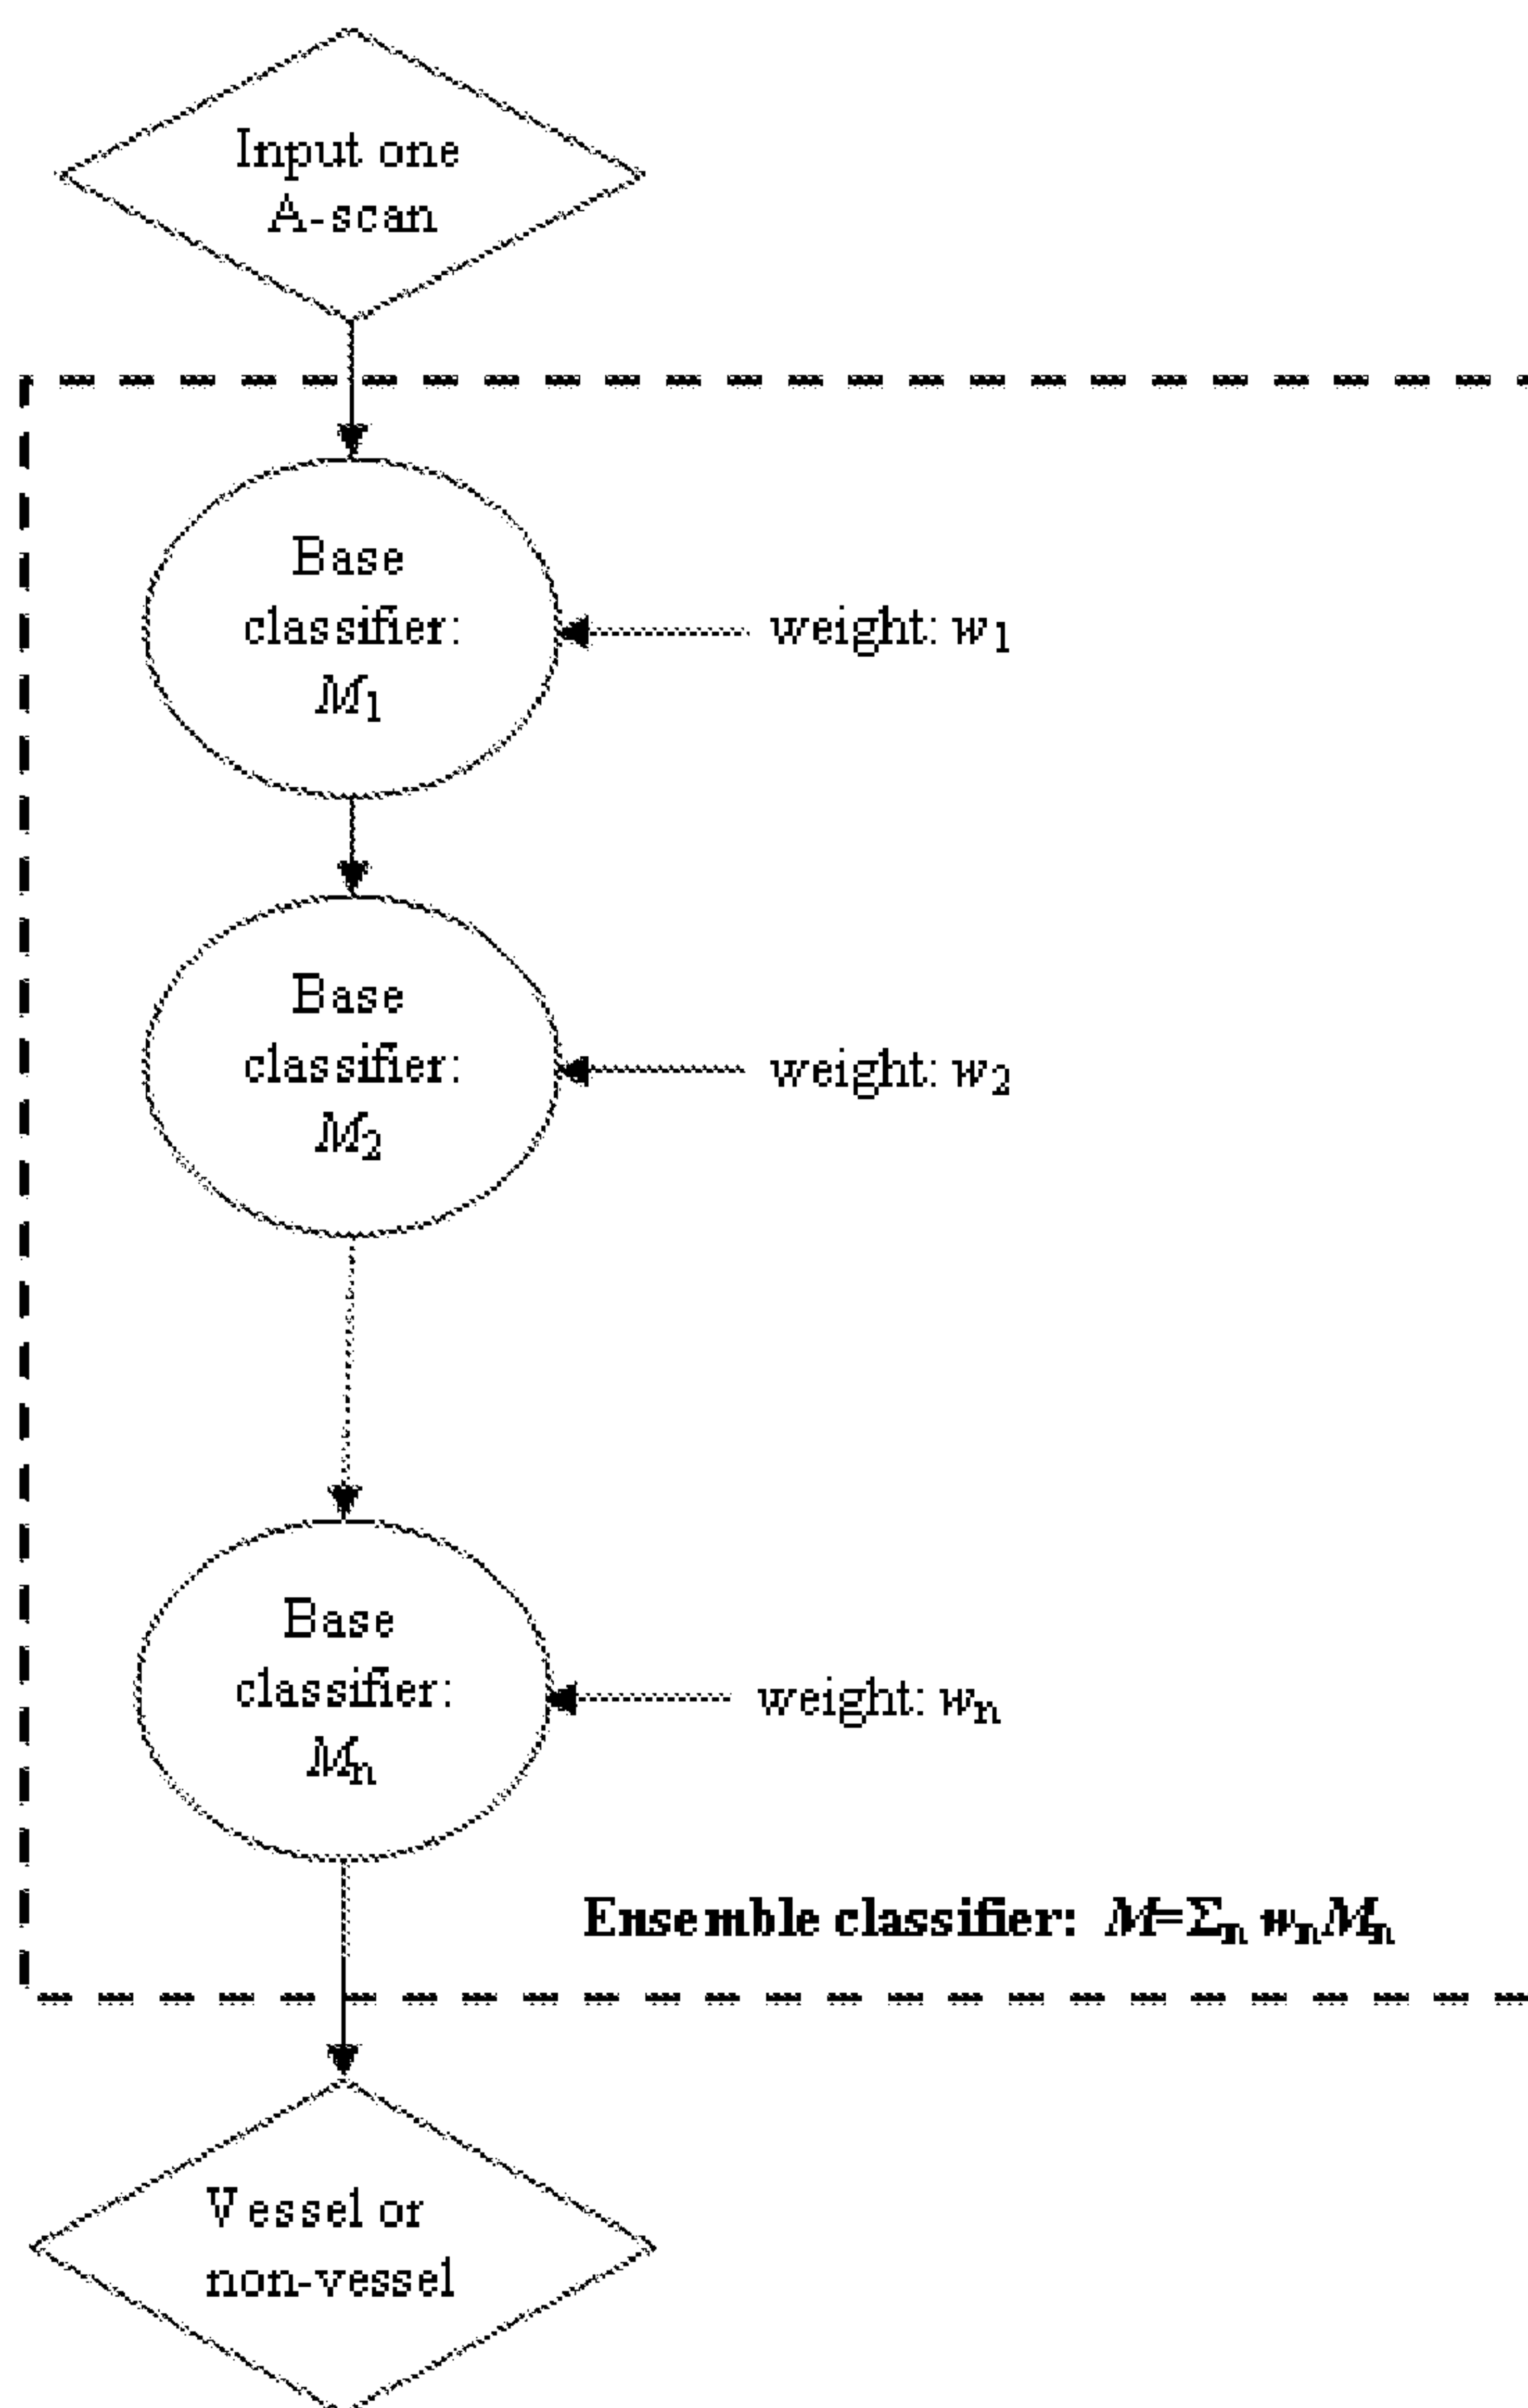 Input one
A-scan
Base
classifier:
M1
weight: w1
Base
classifier:
M2
weight: w2
Base
classifier:
Mn
weight: wn
Ensemble classifier: M=Σn wnMn
Vessel or
non-vessel